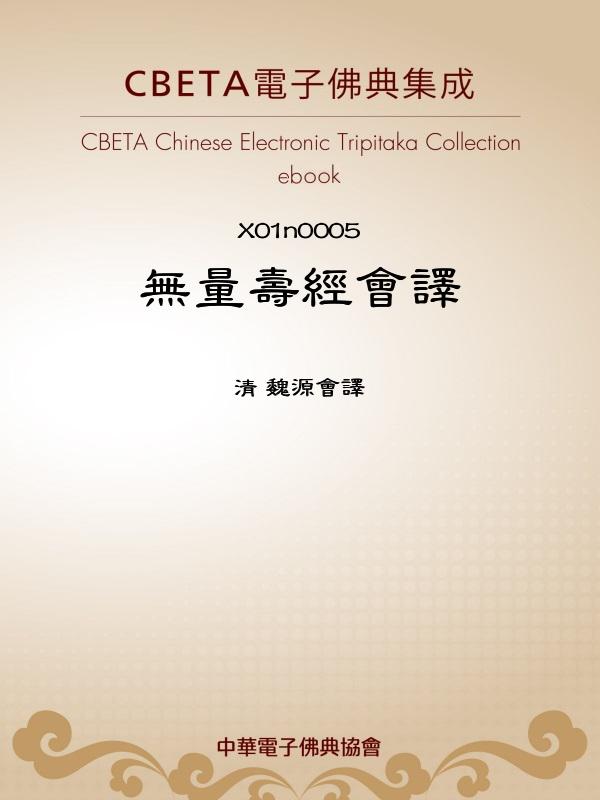 CBETA電子佛典集成
CBETA Chinese Electronic Tripitaka Collection
ebook
X01n0005
無量壽經會譯
清 魏源會譯
中華電子佛典協會